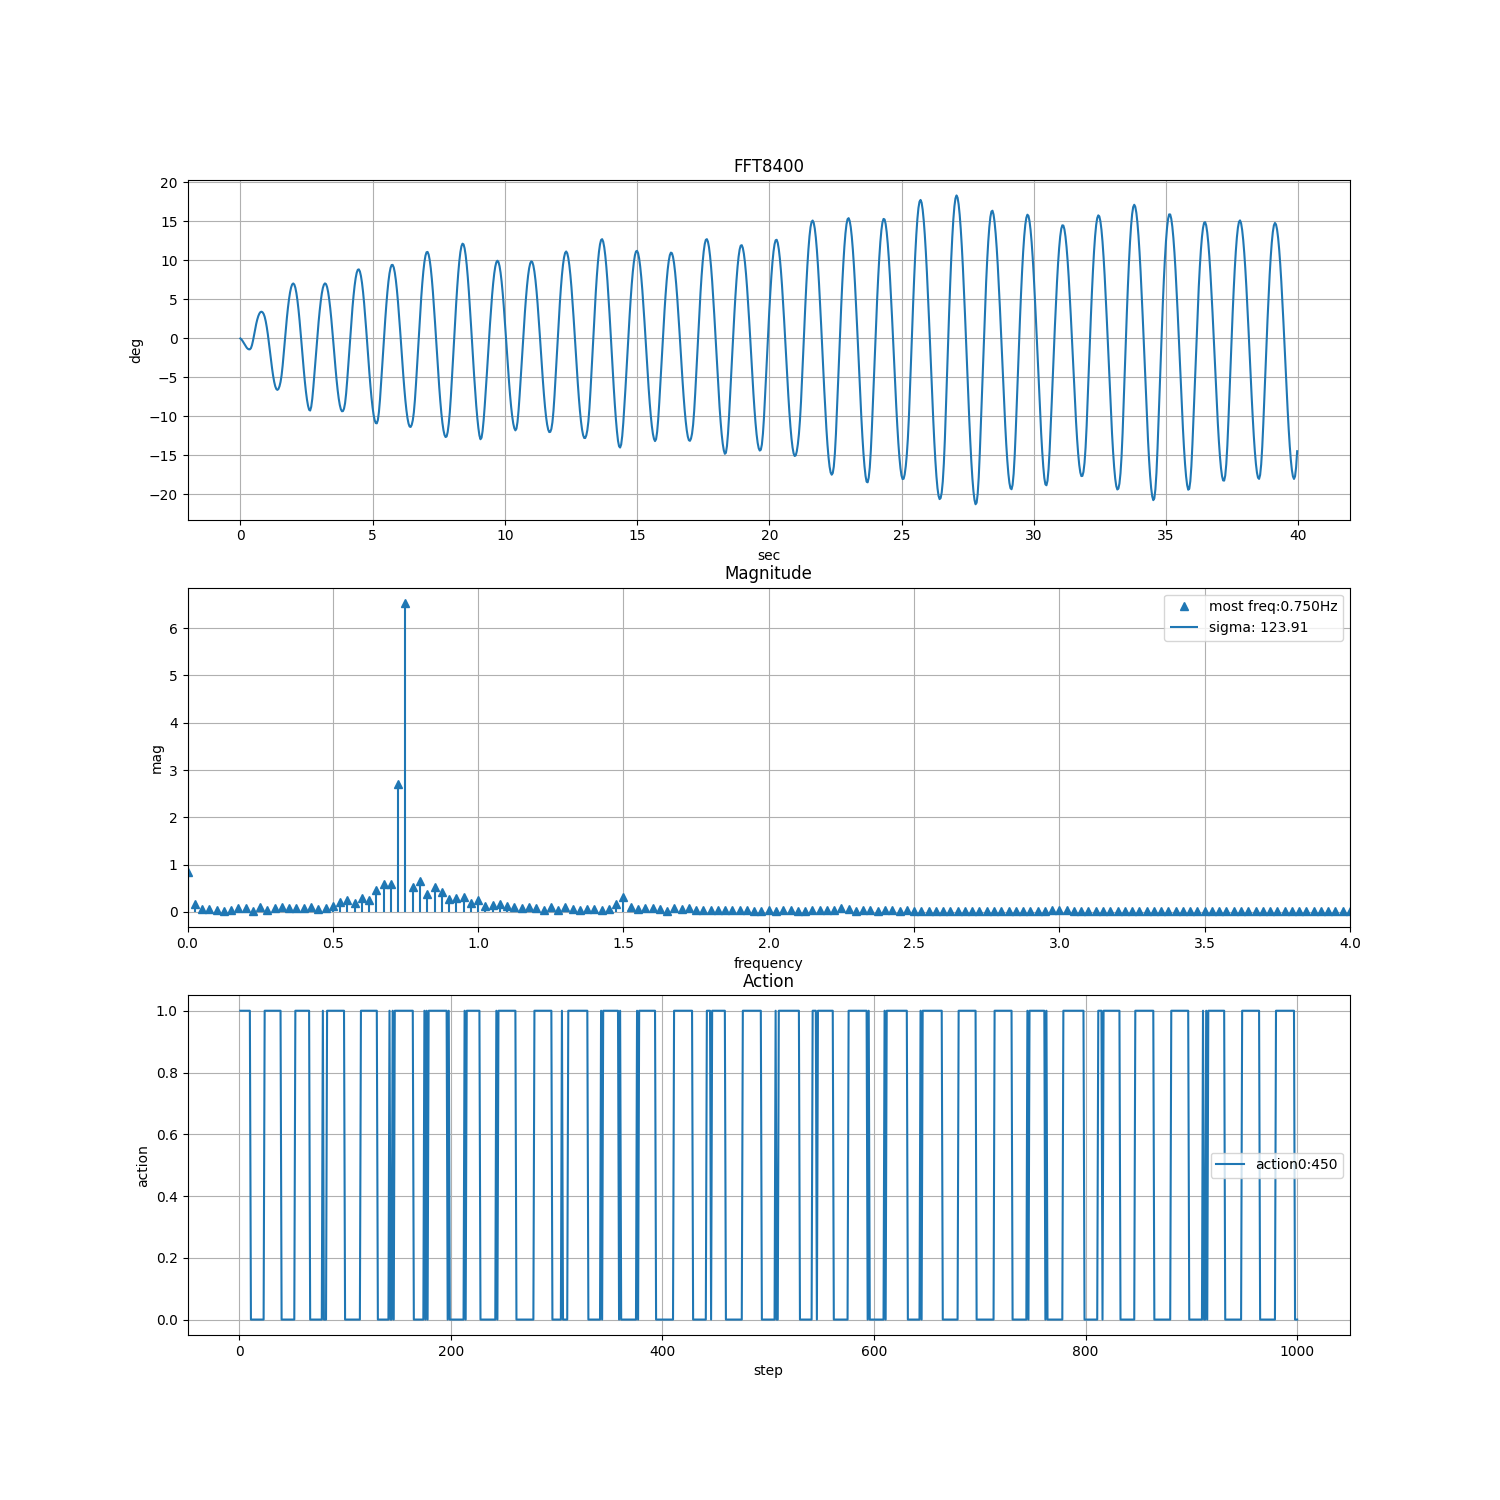 FFT8400
20
15
10
5
0
−5
−10
−15
−20
deg
0 5 10 15 20 25 30 35 40
sec
Magnitude
most freq:0.750Hz
sigma: 123.91
6
5
4
3
2
1
0
mag
0.0 0.5 1.0 1.5 2.0 2.5 3.0 3.5 4.0
frequency
Action
1.0
0.8
0.6
0.4
0.2
0.0
action
action0:450
0 200 400 600 800 1000
step